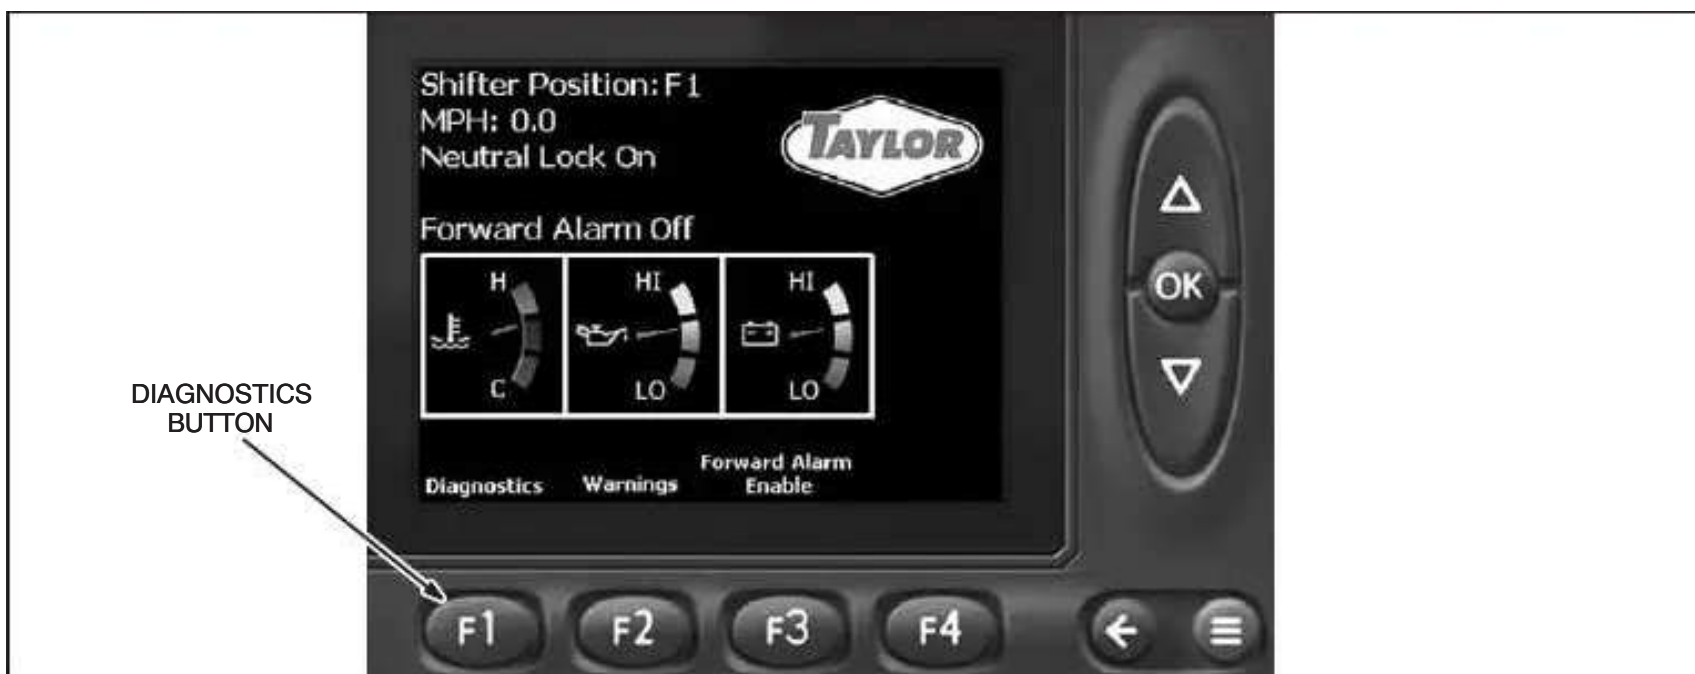 Shifter Position: F1
MPH: 0.0
Neutral Lock On
TAYLOR
Forward Alarm Off
H
C
HI
LO
HI
LO
OK
DIAGNOSTICS
BUTTON
Diagnostics
Warnings
Forward Alarm
Enable
F1
F2
F3
F4